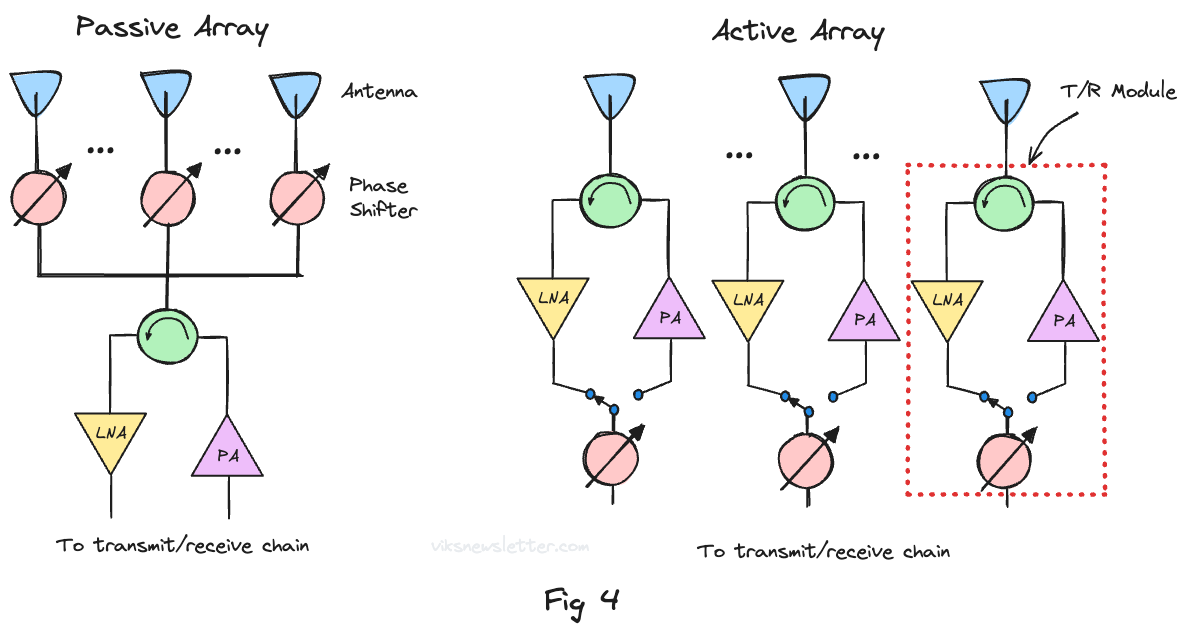 Passive Array
Active Array
Antenna
T/R Module
...
...
...
...
Phase
Shifter
LNA
PA
LNA
PA
LNA
PA
LNA
PA
To transmit/receive chain
viksnewsletter.com
To transmit/receive chain
Fig 4